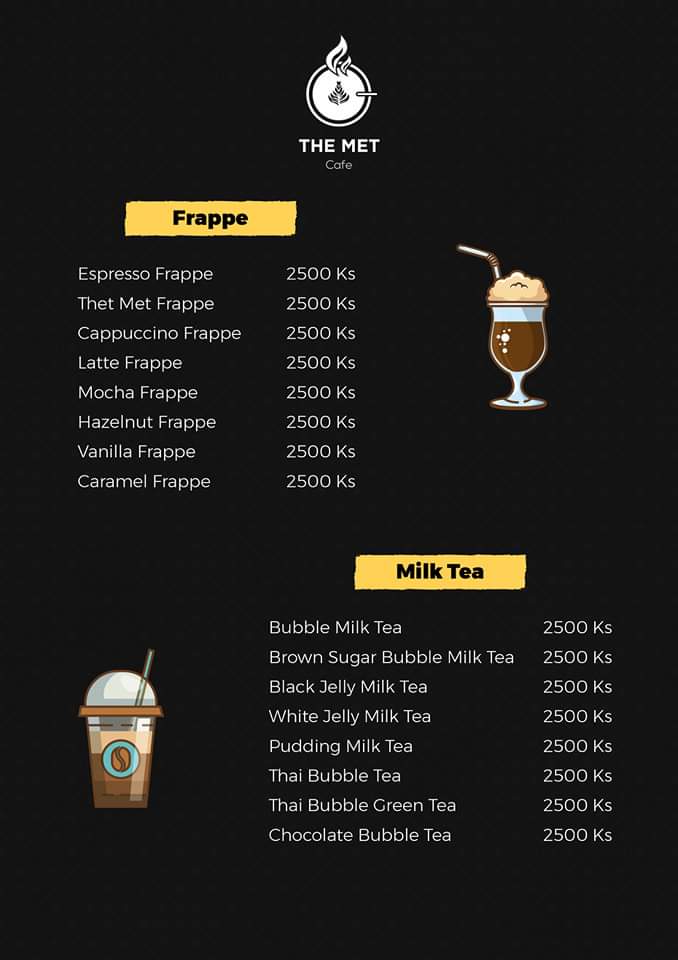 THE MET
Cafe
Frappe
Espresso Frappe 2500 Ks
Thet Met Frappe 2500 Ks
Cappuccino Frappe 2500 Ks
Latte Frappe 2500 Ks
Mocha Frappe 2500 Ks
Hazelnut Frappe 2500 Ks
Vanilla Frappe 2500 Ks
Caramel Frappe 2500 Ks
Milk Tea
Bubble Milk Tea 2500 Ks
Brown Sugar Bubble Milk Tea 2500 Ks
Black Jelly Milk Tea 2500 Ks
White Jelly Milk Tea 2500 Ks
Pudding Milk Tea 2500 Ks
Thai Bubble Tea 2500 Ks
Thai Bubble Green Tea 2500 Ks
Chocolate Bubble Tea 2500 Ks